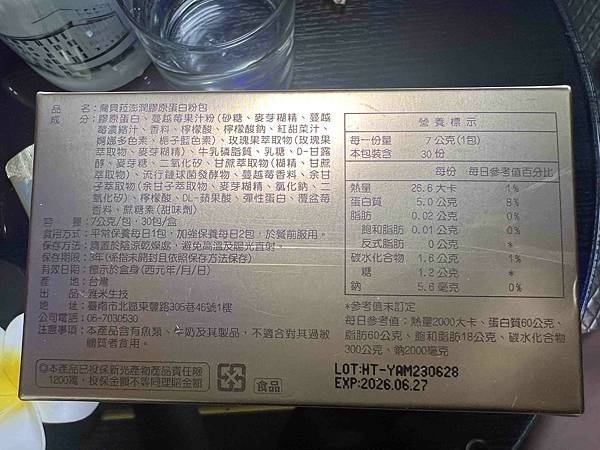 品　　名：喬貝菈澎潤膠原蛋白粉包
成　　分：膠原蛋白、蔓越莓果汁粉(砂糖、麥芽糊精、蔓越
莓濃縮汁、香料、檸檬酸、檸檬酸鈉、紅甜菜汁、
婀娜多色素、梔子藍色素)、玫瑰果萃取物(玫瑰果
萃取物、麥芽糊精)、牛乳磷脂質、乳糖、D-甘露
醇、麥芽糖、二氧化矽、甘蔗萃取物(糊精、甘蔗
萃取物)、流行鏈球菌發酵物、蔓越莓香料、余甘
子萃取物(余甘子萃取物、麥芽糊精、氯化鈉、二
氧化矽)、檸檬酸、DL-蘋果酸、彈性蛋白、覆盆莓
香料、蔗糖素(甜味劑)
容　　量：7公克/包，30包/盒
食用方式：平常保養每日1包，加強保養每日2包，於餐前服用。
保存方法：請置於陰涼乾燥處，避免高溫及陽光直射。
保存期限：3年(係指未開封且依照保存方法保存)
有效日期：標示於盒身(西元年/月/日)
產　　地：台灣
出　　品：雅米生技
地　　址：臺南市北區東豐路305巷46號1樓
公司電話：06-7030530
注意事項：本產品含有魚類、牛奶及其製品，不適合對其過敏
體質者食用。
◎本產品已投保新光產物產品責任險
1200萬，投保金額不等同理賠金額
食品
營養標示
每一份量　7 公克(1包)
本包裝含　30份
每份　每日參考值百分比
熱量　26.6 大卡　1%
蛋白質　5.0 公克　8%
脂肪　0.02 公克　0%
飽和脂肪　0.01 公克　0%
反式脂肪　0 公克　*
碳水化合物　1.6 公克　1%
糖　1.2 公克　*
鈉　5.6 毫克　0%
*參考值未訂定
每日參考值：熱量2000大卡、蛋白質60公克、
脂肪60公克、飽和脂肪18公克、碳水化合物
300公克、鈉2000毫克
LOT:HT-YAM230628
EXP:2026.06.27